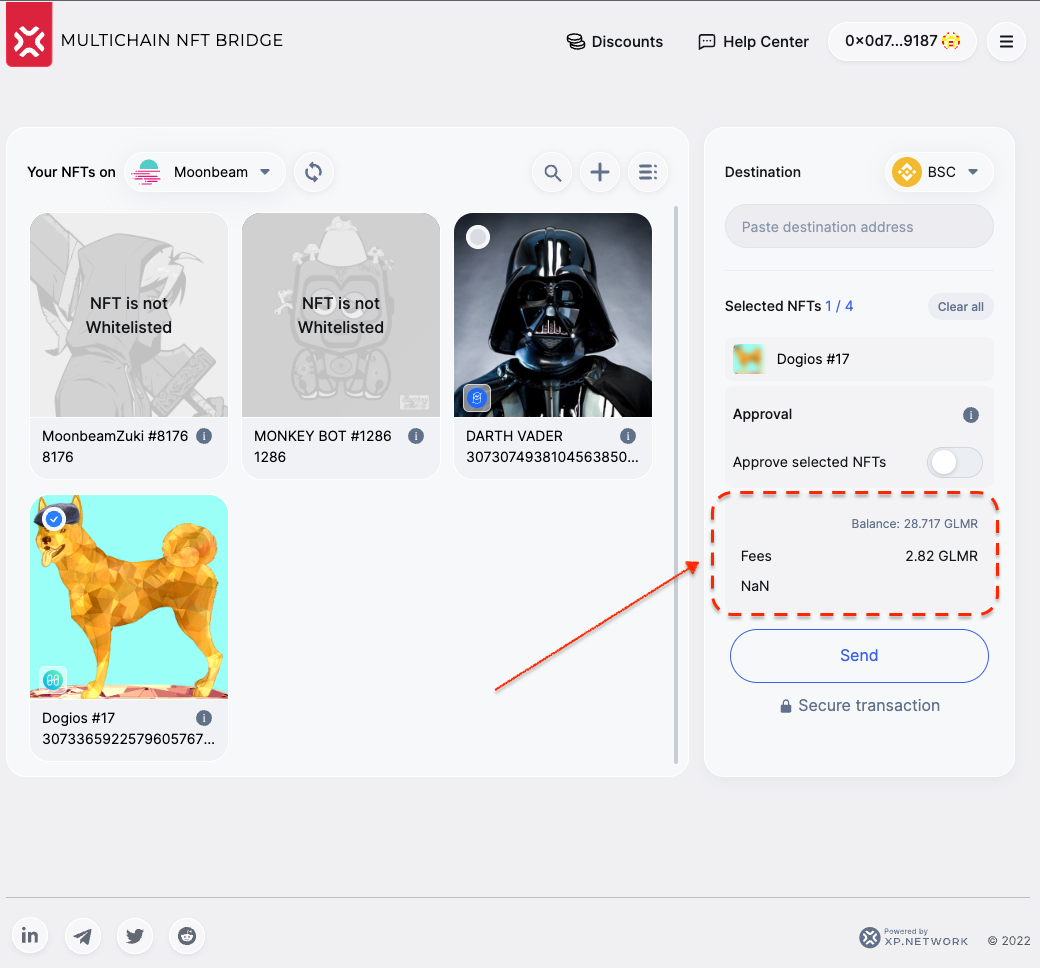 MULTICHAIN NFT BRIDGE
Discounts
Help Center
0x0d7...9187
Your NFTs on
Moonbeam
NFT is not
Whitelisted
MoonbeamZuki #8176
8176
NFT is not
Whitelisted
MONKEY BOT #1286
1286
DARTH VADER
3073074938104563850...
Dogios #17
3073365922579605767...
Destination
BSC
Paste destination address
Selected NFTs 1 / 4
Clear all
Dogios #17
Approval
Approve selected NFTs
Balance: 28.717 GLMR
Fees
2.82 GLMR
NaN
Send
Secure transaction
in
Powered by
XP.NETWORK
© 2022